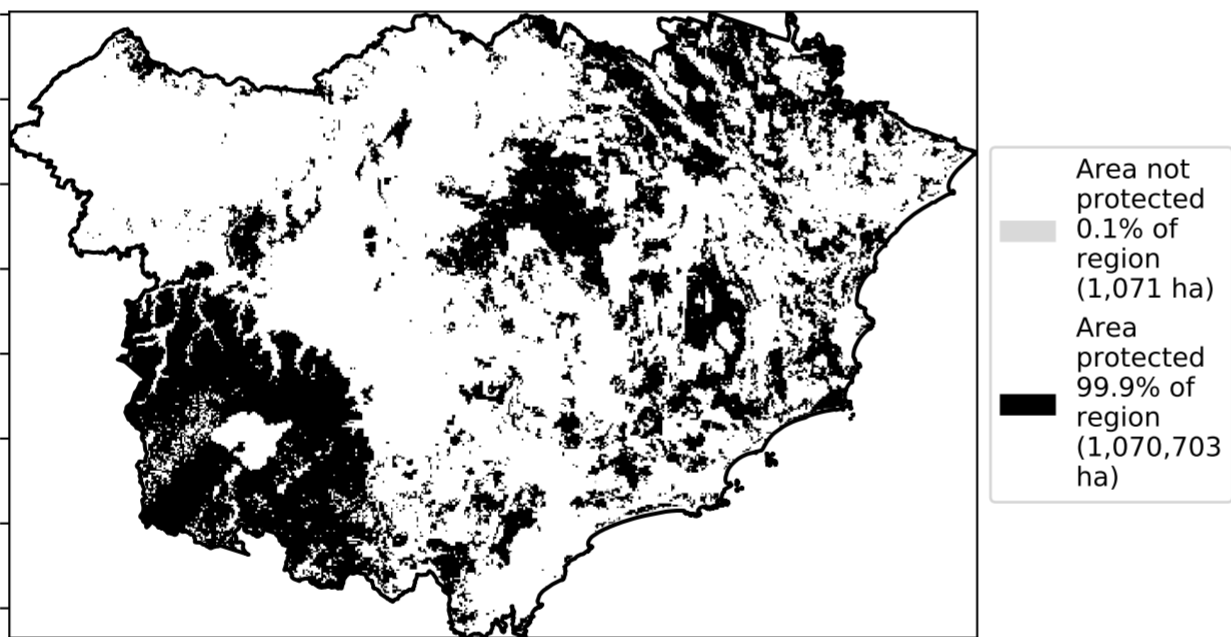 Area not
protected
0.1% of
region
(1,071 ha)
Area
protected
99.9% of
region
(1,070,703
ha)